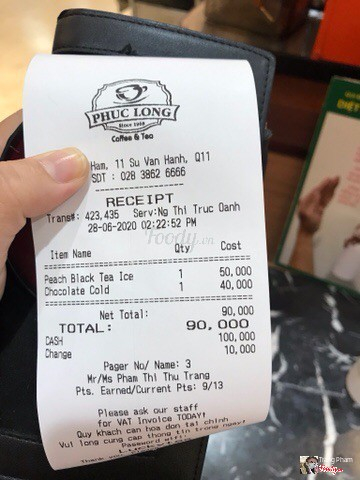 PHUC LONG
Since 1968
Coffee & Tea
Ham, 11 Su Van Hanh, Q11
SDT : 028 3862 6666
RECEIPT
Trans#: 423,435 Serv:Ng Thi Truc Oanh
28-06-2020 02:22:52 PM
Foody.vn
Item Name Qty Cost
Peach Black Tea Ice 1 50,000
Chocolate Cold 1 40,000
Net Total: 90,000
TOTAL: 90,000
CASH 100,000
Change 10,000
Pager No/ Name: 3
Mr/Ms Pham Thi Thu Trang
Pts. Earned/Current Pts: 9/13
Please ask our staff
for VAT Invoice TODAY!
Quy khach can hoa don tai chinh
Vui long cung cap thong tin trong ngay!
Password wifi:
Thank you
Trang Pham